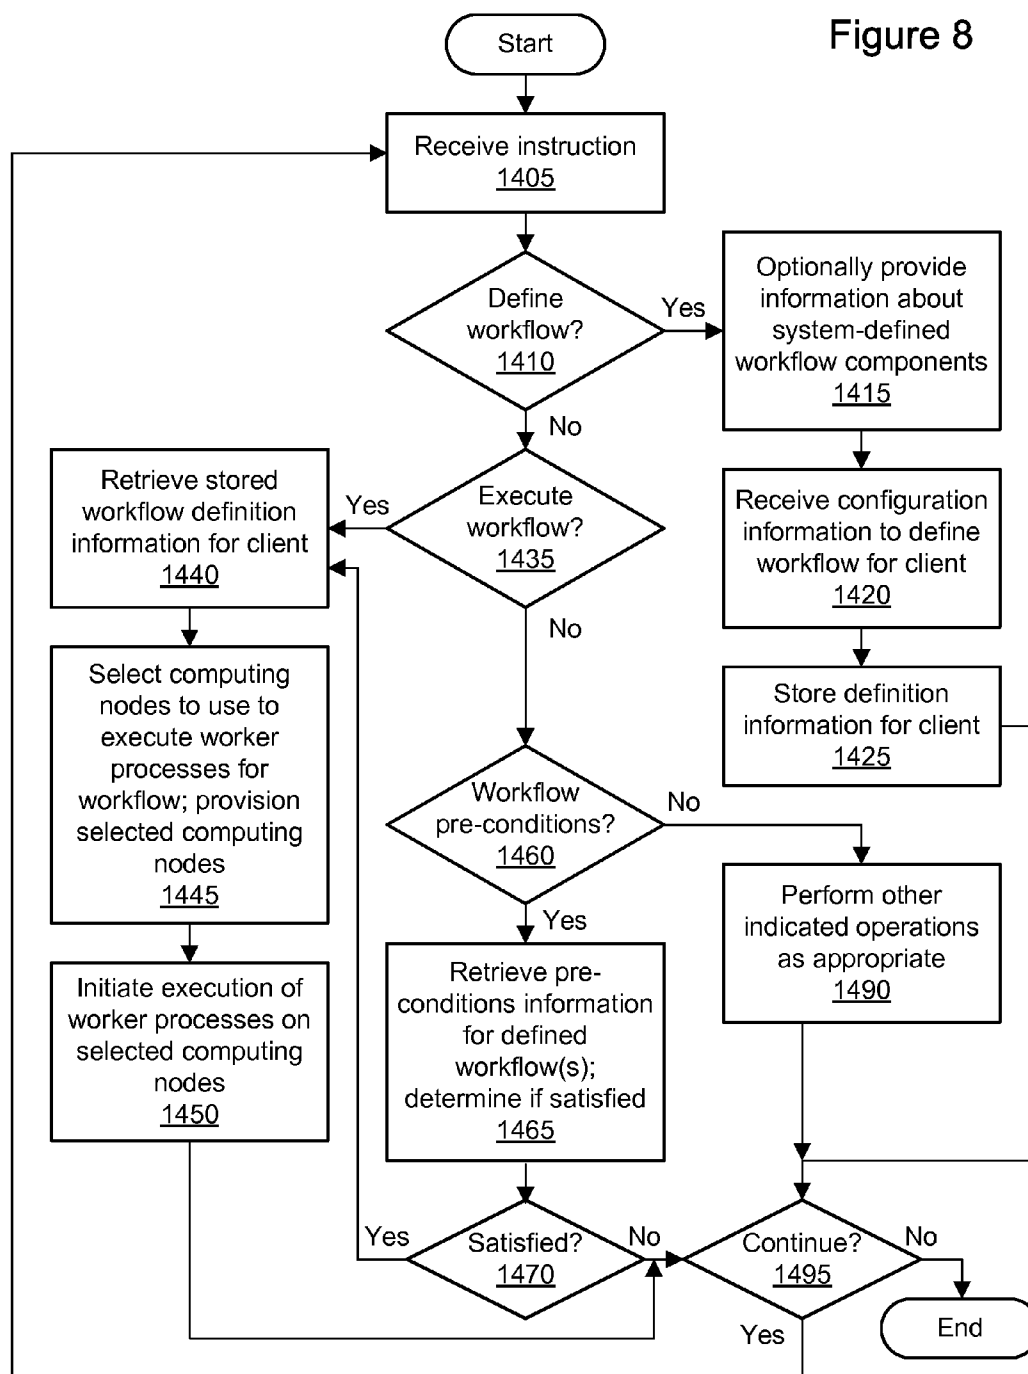 Figure 8
Start
Receive instruction
1405
Define
workflow?
1410
Yes
No
Optionally provide
information about
system-defined
workflow components
1415
Receive configuration
information to define
workflow for client
1420
Store definition
information for client
1425
Execute
workflow?
1435
Yes
No
Retrieve stored
workflow definition
information for client
1440
Select computing
nodes to use to
execute worker
processes for
workflow; provision
selected computing
nodes
1445
Initiate execution of
worker processes on
selected computing
nodes
1450
Workflow
pre-conditions?
1460
No
Yes
Perform other
indicated operations
as appropriate
1490
Retrieve pre-
conditions information
for defined
workflow(s);
determine if satisfied
1465
Satisfied?
1470
Yes
No
Continue?
1495
No
Yes
End